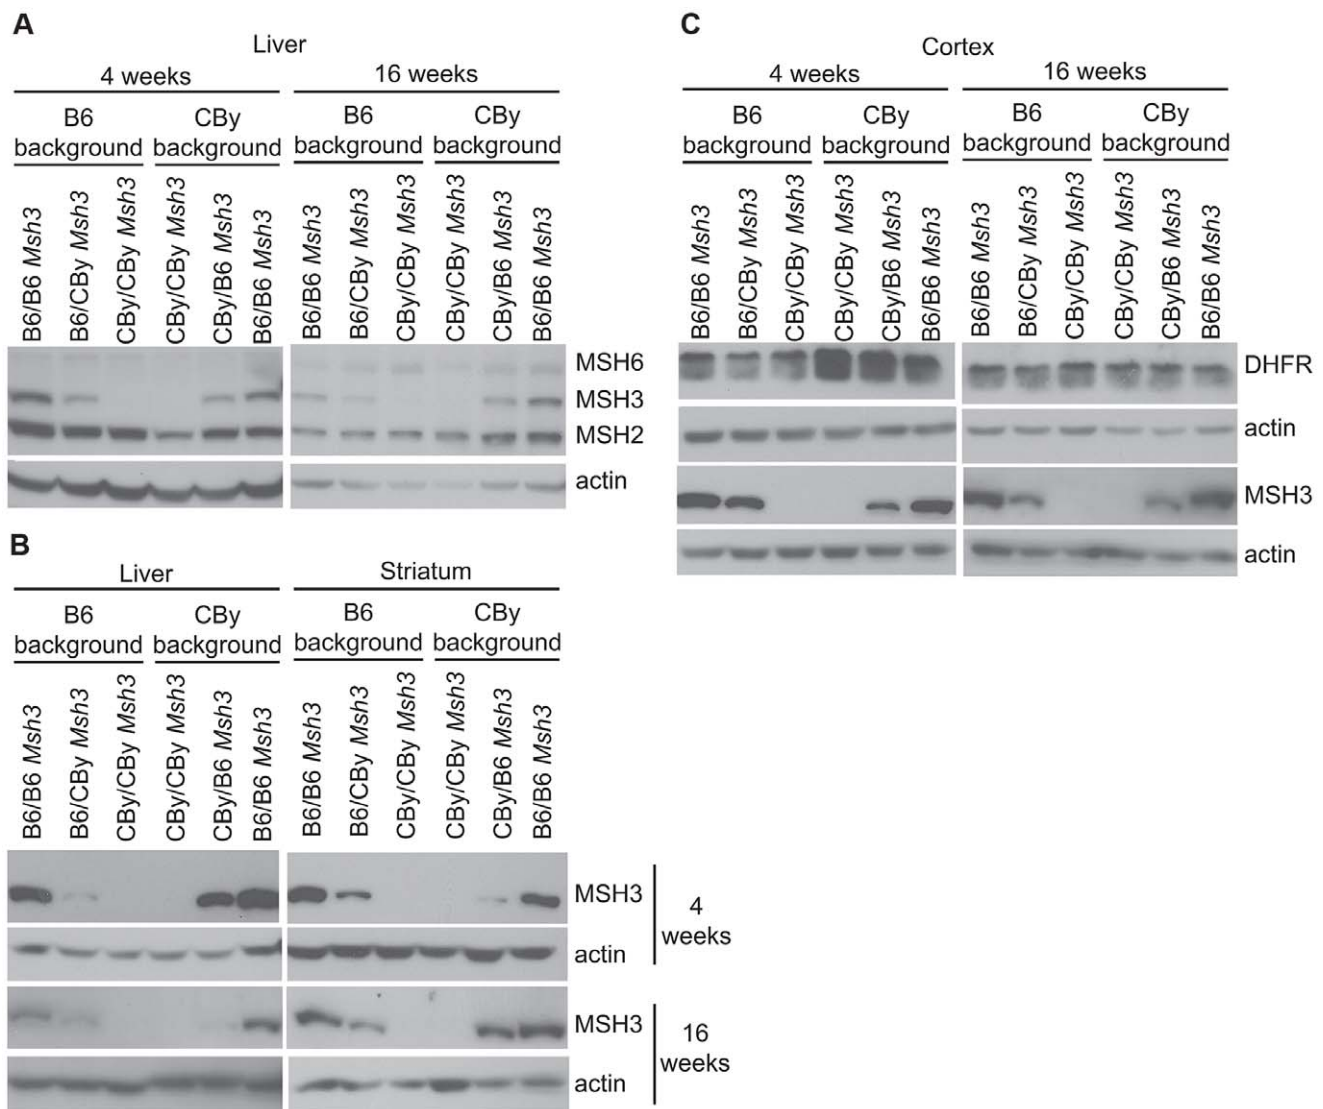 A
Liver
4 weeks
16 weeks
B6
background
CBy
background
B6
background
CBy
background
B6/B6 Msh3
B6/CBy Msh3
CBy/CBy Msh3
CBy/CBy Msh3
CBy/B6 Msh3
B6/B6 Msh3
B6/B6 Msh3
B6/CBy Msh3
CBy/CBy Msh3
CBy/CBy Msh3
CBy/B6 Msh3
B6/B6 Msh3
MSH6
MSH3
MSH2
actin
B
Liver
Striatum
B6
background
CBy
background
B6
background
CBy
background
B6/B6 Msh3
B6/CBy Msh3
CBy/CBy Msh3
CBy/CBy Msh3
CBy/B6 Msh3
B6/B6 Msh3
B6/B6 Msh3
B6/CBy Msh3
CBy/CBy Msh3
CBy/CBy Msh3
CBy/B6 Msh3
B6/B6 Msh3
MSH3
actin
4
weeks
MSH3
actin
16
weeks
C
Cortex
4 weeks
16 weeks
B6
background
CBy
background
B6
background
CBy
background
B6/B6 Msh3
B6/CBy Msh3
CBy/CBy Msh3
CBy/CBy Msh3
CBy/B6 Msh3
B6/B6 Msh3
B6/B6 Msh3
B6/CBy Msh3
CBy/CBy Msh3
CBy/CBy Msh3
CBy/B6 Msh3
B6/B6 Msh3
DHFR
actin
MSH3
actin